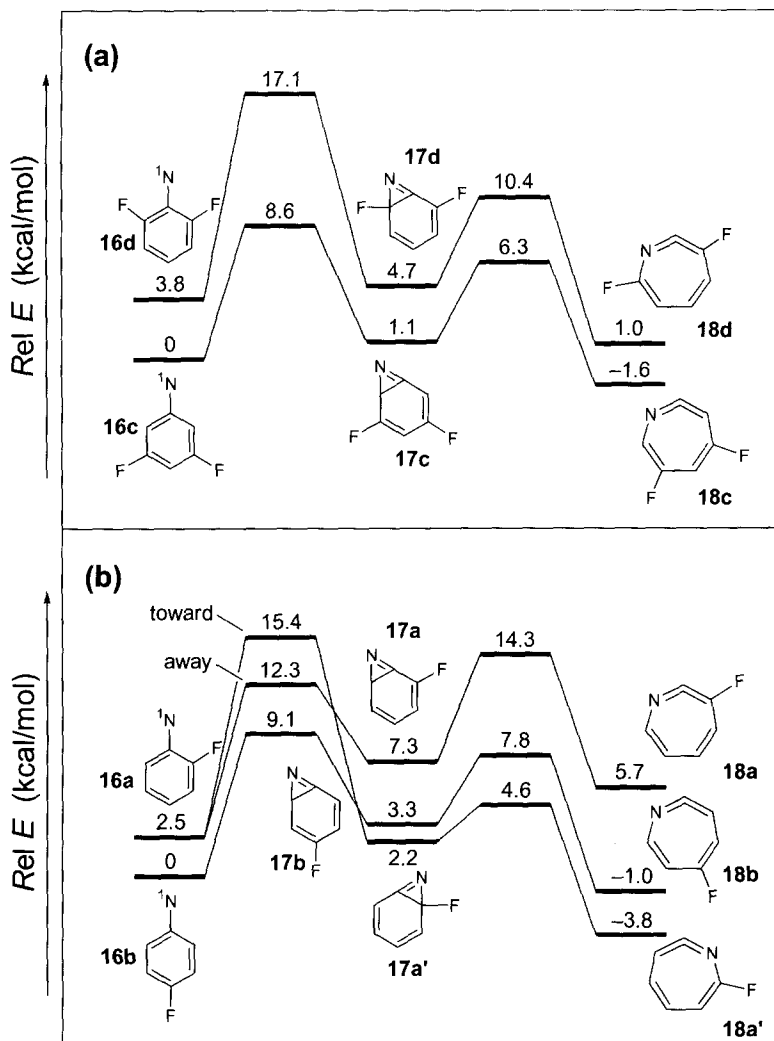 (a)
Rel E (kcal/mol)
17.1
1N
F
F
16d
3.8
8.6
17d
N
F
F
4.7
10.4
N
F
F
18d
1.0
0
1N
16c
F
F
1.1
N
F
F
17c
6.3
−1.6
N
F
F
18c
(b)
Rel E (kcal/mol)
toward
15.4
away
12.3
9.1
1N
F
16a
2.5
17a
N
F
7.3
14.3
N
F
18a
5.7
0
N
17b
F
3.3
7.8
N
18b
F
−1.0
2.2
4.6
−3.8
1N
16b
F
N
F
17a'
N
F
18a'